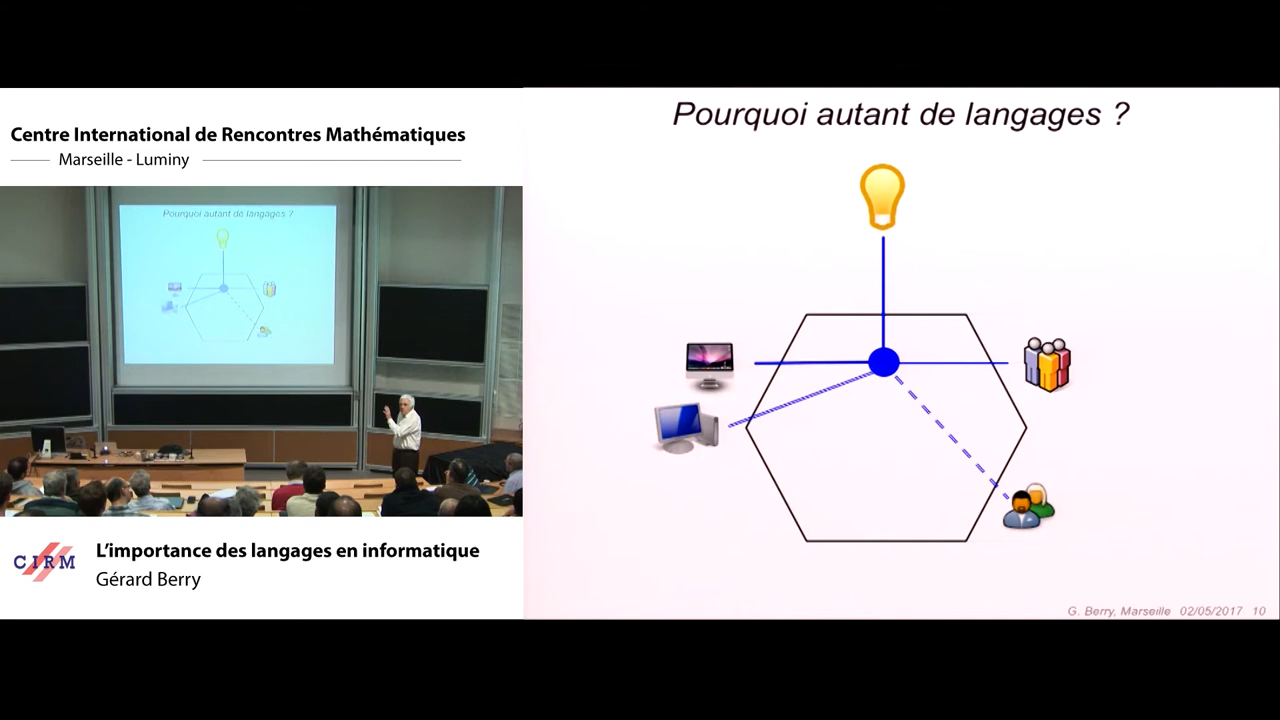 Centre International de Rencontres Mathématiques
Marseille - Luminy
Pourquoi autant de langages ?
CIRM
L'importance des langages en informatique
Gérard Berry
Pourquoi autant de langages ?
G. Berry, Marseille 02/05/2017 10